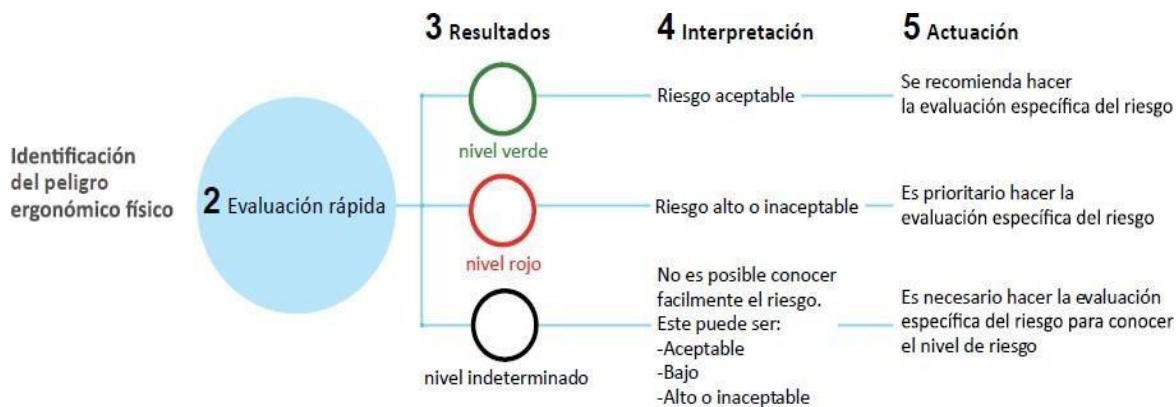 3 Resultados
4 Interpretación
5 Actuación
Identificación
del peligro
ergonómico físico
2 Evaluación rápida
nivel verde
Riesgo aceptable
Se recomienda hacer
la evaluación específica del riesgo
nivel rojo
Riesgo alto o inaceptable
Es prioritario hacer la
evaluación específica del riesgo
nivel indeterminado
No es posible conocer
facilmente el riesgo.
Este puede ser:
-Aceptable
-Bajo
-Alto o inaceptable
Es necesario hacer la evaluación
específica del riesgo para conocer
el nivel de riesgo